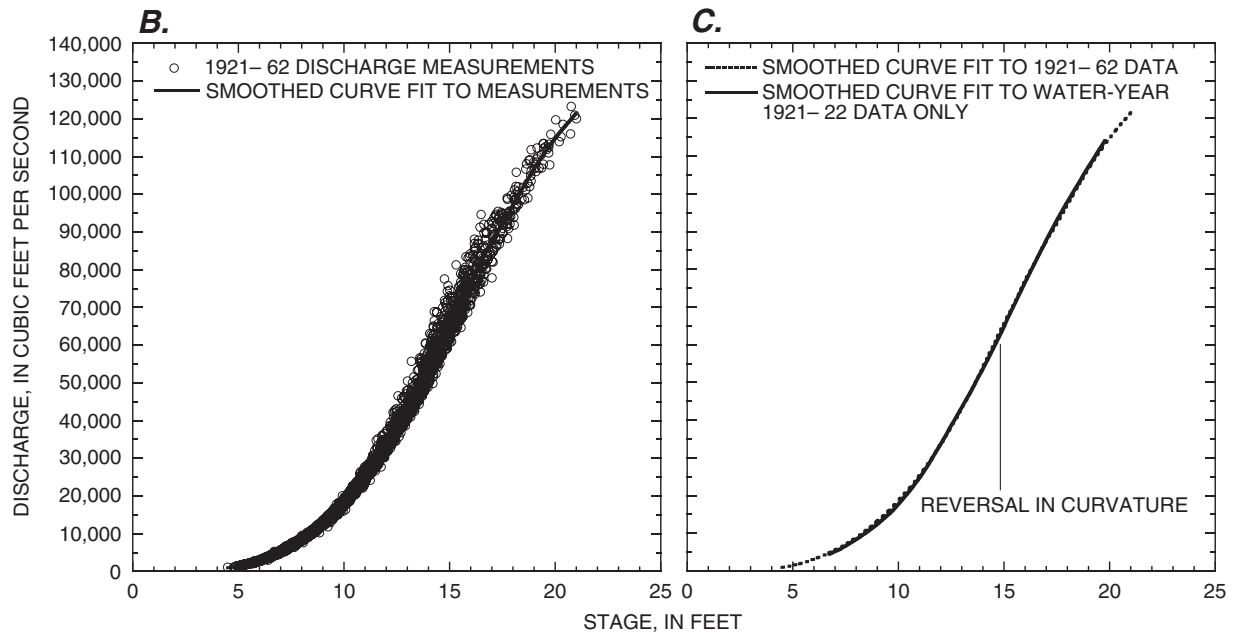 B.
140,000
130,000
120,000
110,000
100,000
90,000
80,000
70,000
60,000
50,000
40,000
30,000
20,000
10,000
0
DISCHARGE, IN CUBIC FEET PER SECOND
1921– 62 DISCHARGE MEASUREMENTS
SMOOTHED CURVE FIT TO MEASUREMENTS
0 5 10 15 20 25
C.
SMOOTHED CURVE FIT TO 1921– 62 DATA
SMOOTHED CURVE FIT TO WATER-YEAR
1921– 22 DATA ONLY
REVERSAL IN CURVATURE
0 5 10 15 20 25
STAGE, IN FEET